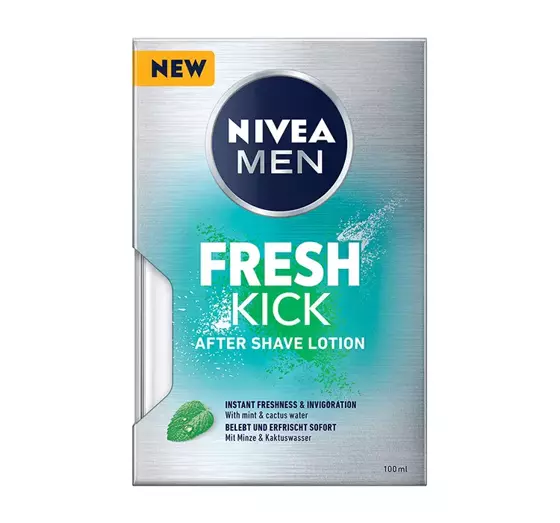 NEW
NIVEA
MEN
FRESH
KICK
AFTER SHAVE LOTION
INSTANT FRESHNESS & INVIGORATION
With mint & cactus water
BELEBT UND ERFRISCHT SOFORT
Mit Minze & Kaktuswasser
100 ml